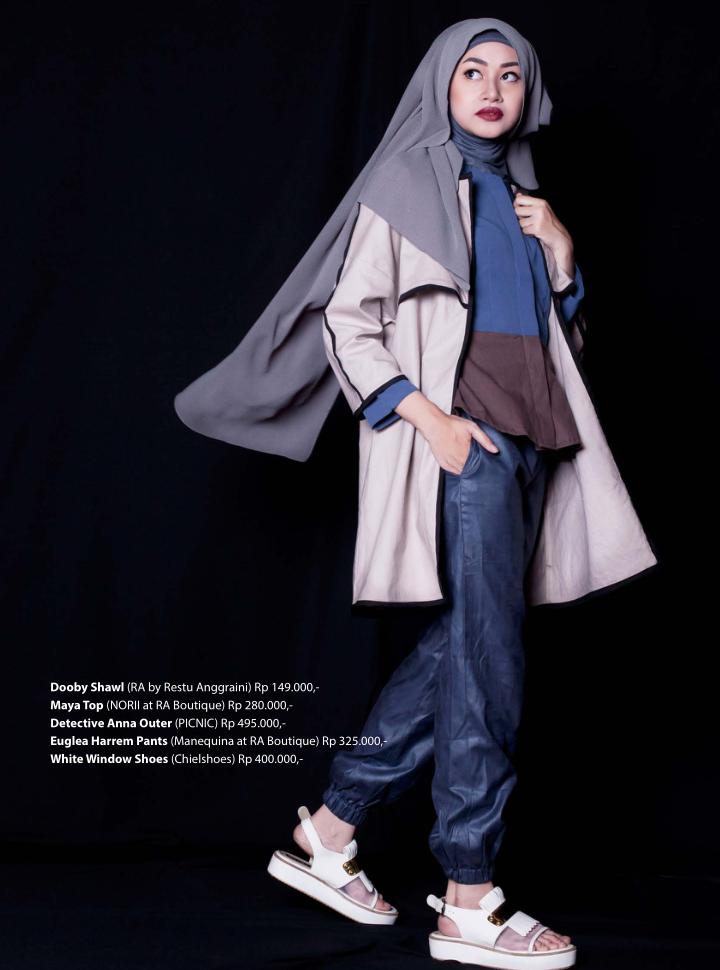 Dooby Shawl (RA by Restu Anggraini) Rp 149.000,-
Maya Top (NORII at RA Boutique) Rp 280.000,-
Detective Anna Outer (PICNIC) Rp 495.000,-
Euglea Harrem Pants (Manequina at RA Boutique) Rp 325.000,-
White Window Shoes (Chielshoes) Rp 400.000,-